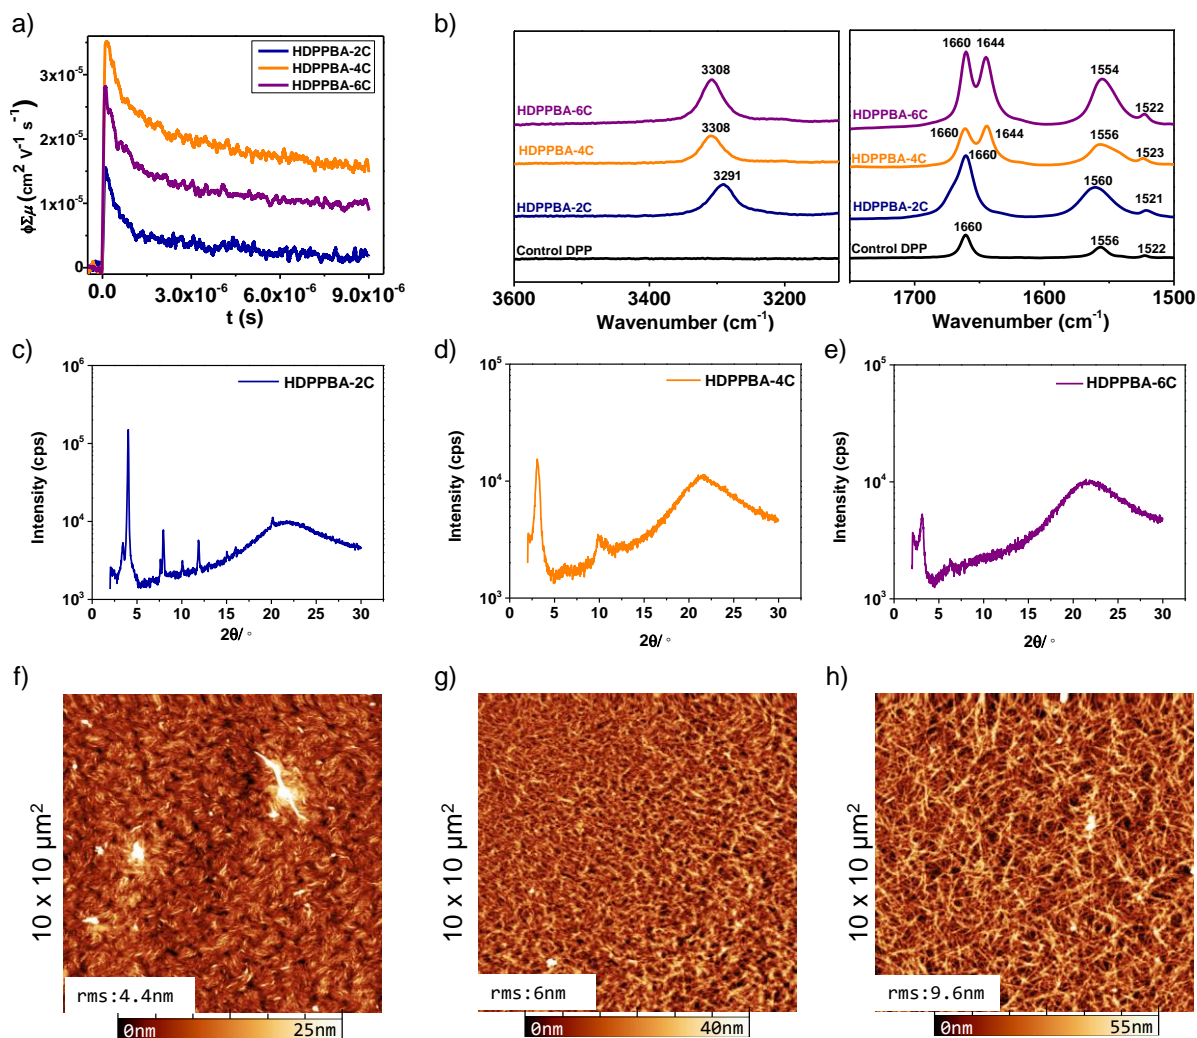 a)
HDPPBA-2C
HDPPBA-4C
HDPPBA-6C
3x10⁻⁵
2x10⁻⁵
1x10⁻⁵
0
ϕΣμ (cm² v⁻¹ s⁻¹)
0.0
3.0x10⁻⁶
6.0x10⁻⁶
9.0x10⁻⁶
t (s)
b)
3308
HDPPBA-6C
3308
HDPPBA-4C
3291
HDPPBA-2C
Control DPP
3600
3400
3200
Wavenumber (cm⁻¹)
1660 1644
1554
1522
HDPPBA-6C
1660
1644
1556
1523
HDPPBA-4C
1660
1560
1521
HDPPBA-2C
1660
1556
1522
Control DPP
1700
1600
1500
Wavenumber (cm⁻¹)
c)
HDPPBA-2C
10⁶
10⁵
10⁴
10³
Intensity (cps)
0 5 10 15 20 25 30
2θ/ °
d)
HDPPBA-4C
10⁵
10⁴
10³
Intensity (cps)
0 5 10 15 20 25 30
2θ/ °
e)
HDPPBA-6C
10⁵
10⁴
10³
Intensity (cps)
0 5 10 15 20 25 30
2θ/ °
f)
10 x 10 μm²
rms:4.4nm
0nm 25nm
g)
10 x 10 μm²
rms:6nm
0nm 40nm
h)
10 x 10 μm²
rms:9.6nm
0nm 55nm